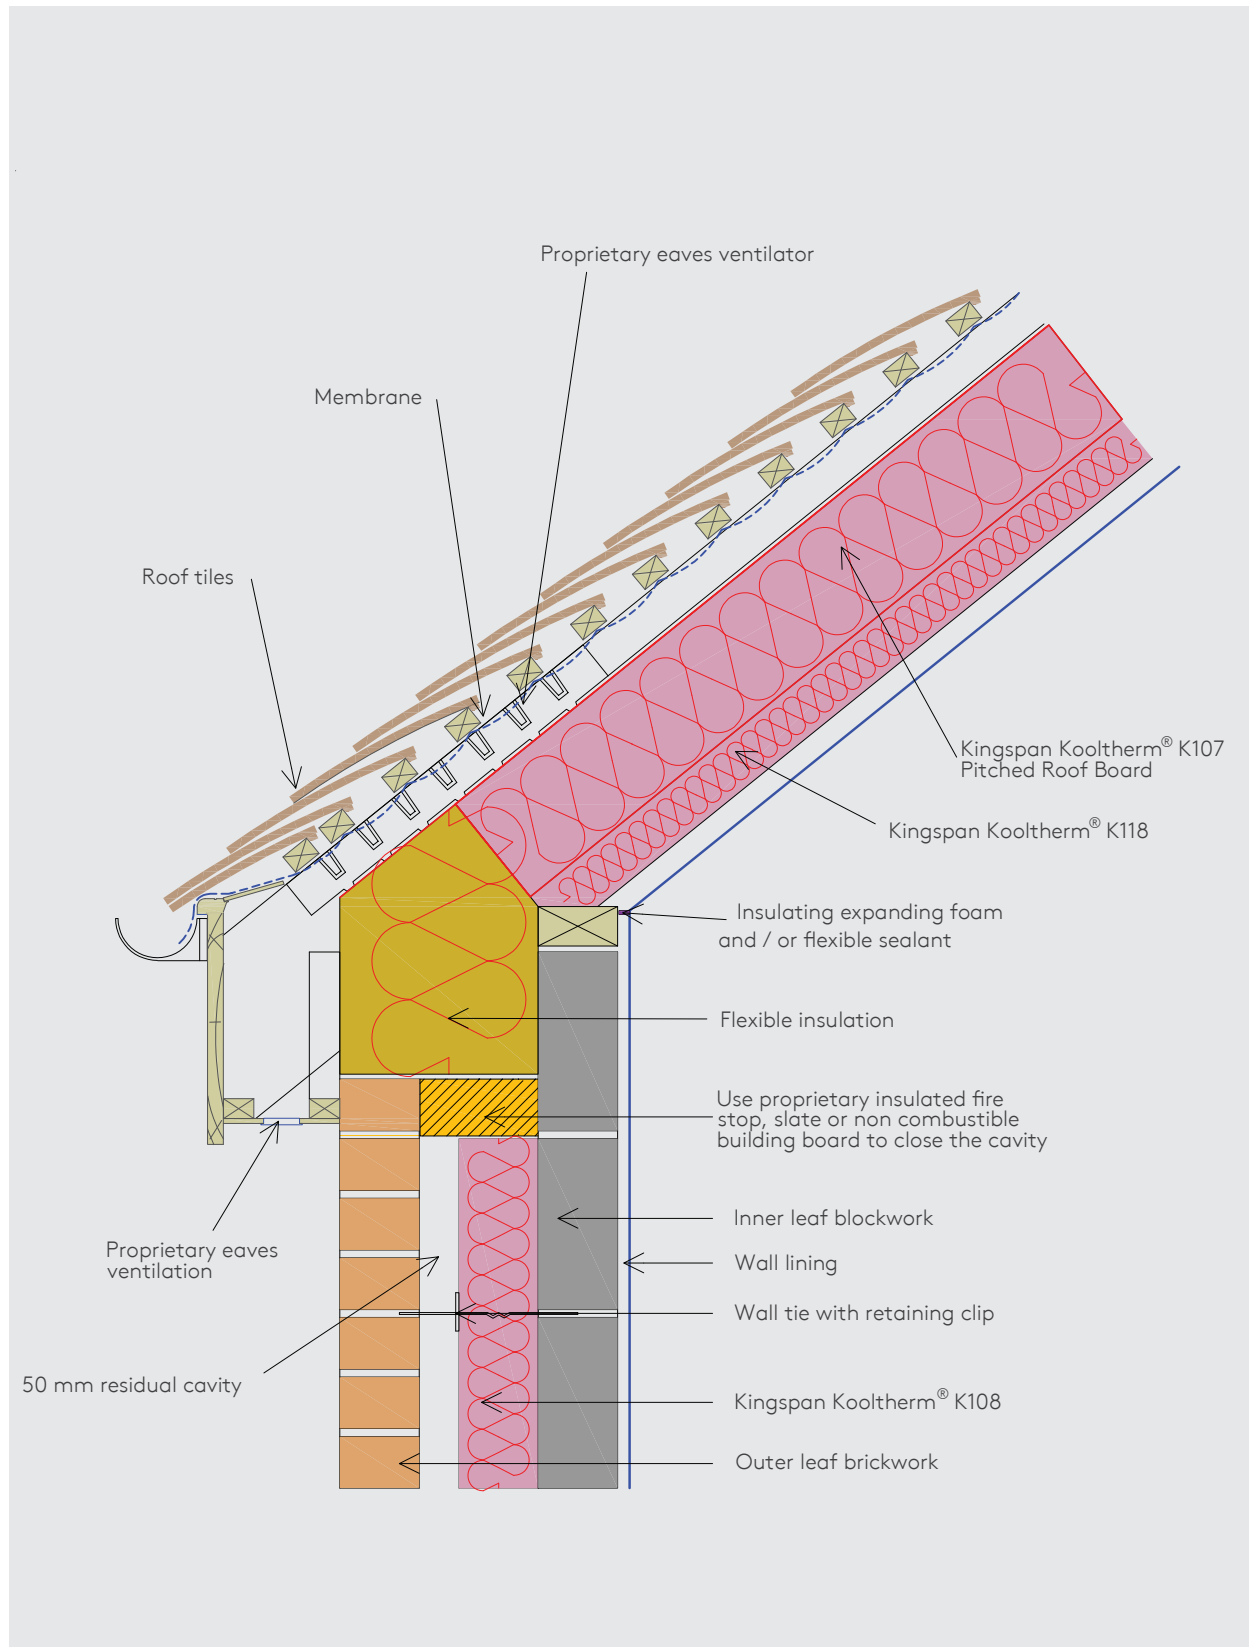 Proprietary eaves ventilator
Membrane
Roof tiles
Kingspan Kooltherm® K107
Pitched Roof Board
Kingspan Kooltherm® K118
Insulating expanding foam
and / or flexible sealant
Flexible insulation
Use proprietary insulated fire
stop, slate or non combustible
building board to close the cavity
Inner leaf blockwork
Proprietary eaves
ventilation
Wall lining
Wall tie with retaining clip
50 mm residual cavity
Kingspan Kooltherm® K108
Outer leaf brickwork